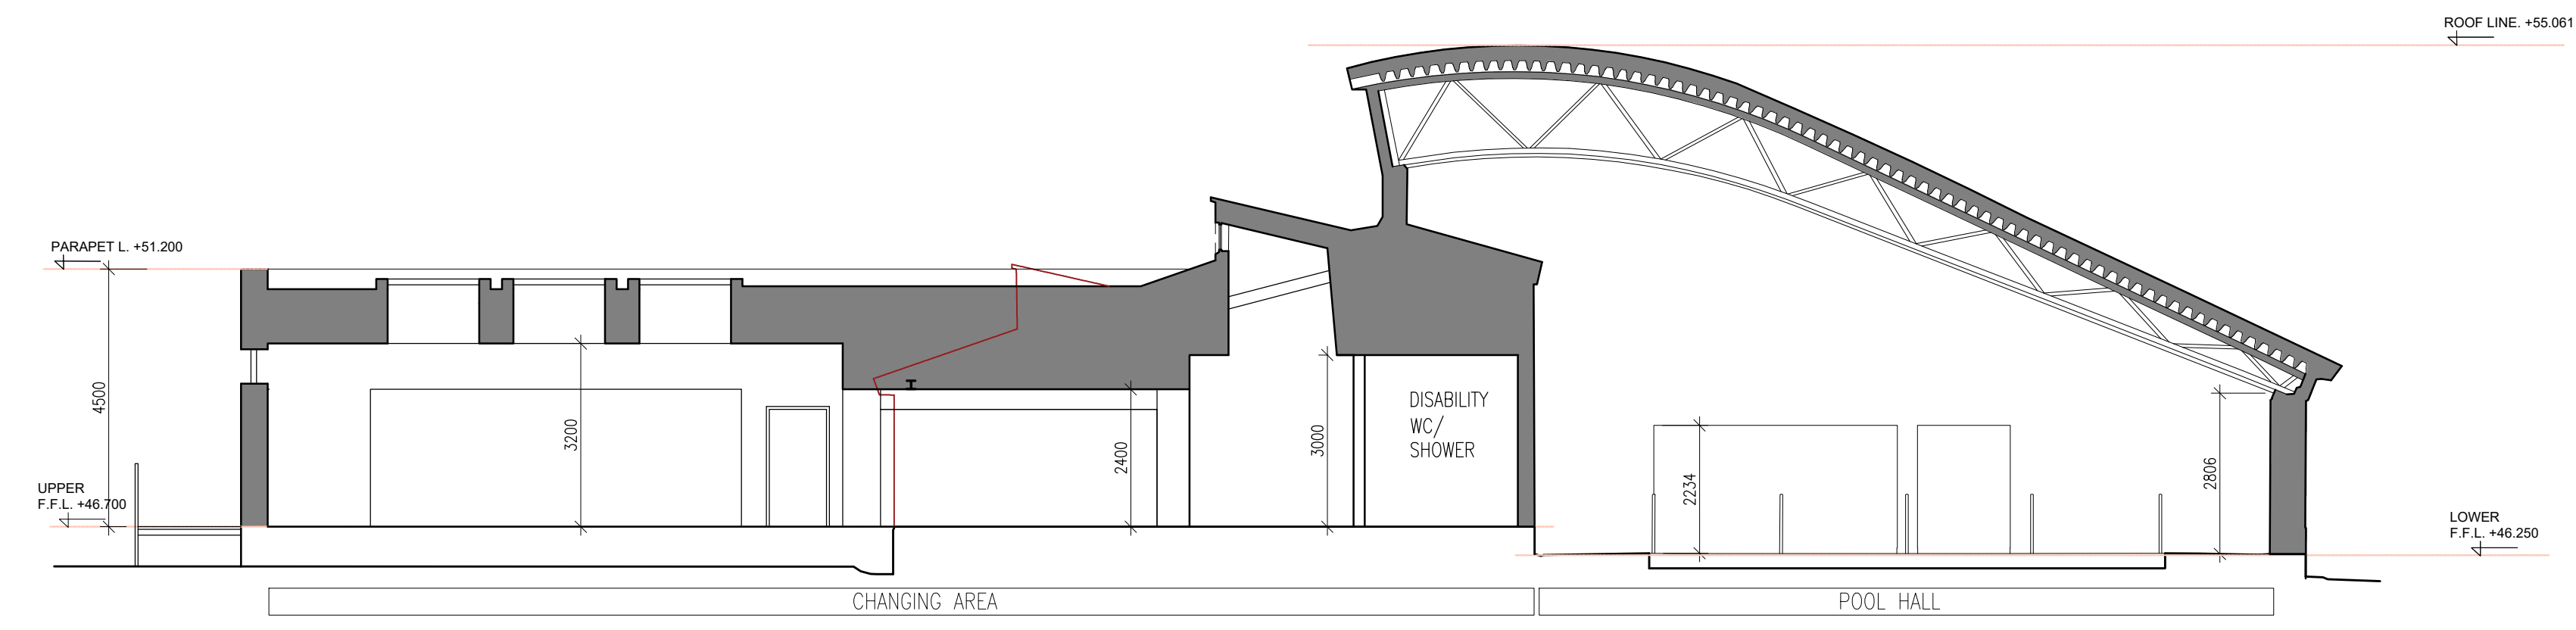 ROOF LINE. +55.061
PARAPET L. +51.200
4500
3200
2400
3000
DISABILITY
WC/
SHOWER
2234
2806
UPPER
F.F.L. +46.700
LOWER
F.F.L. +46.250
CHANGING AREA
POOL HALL